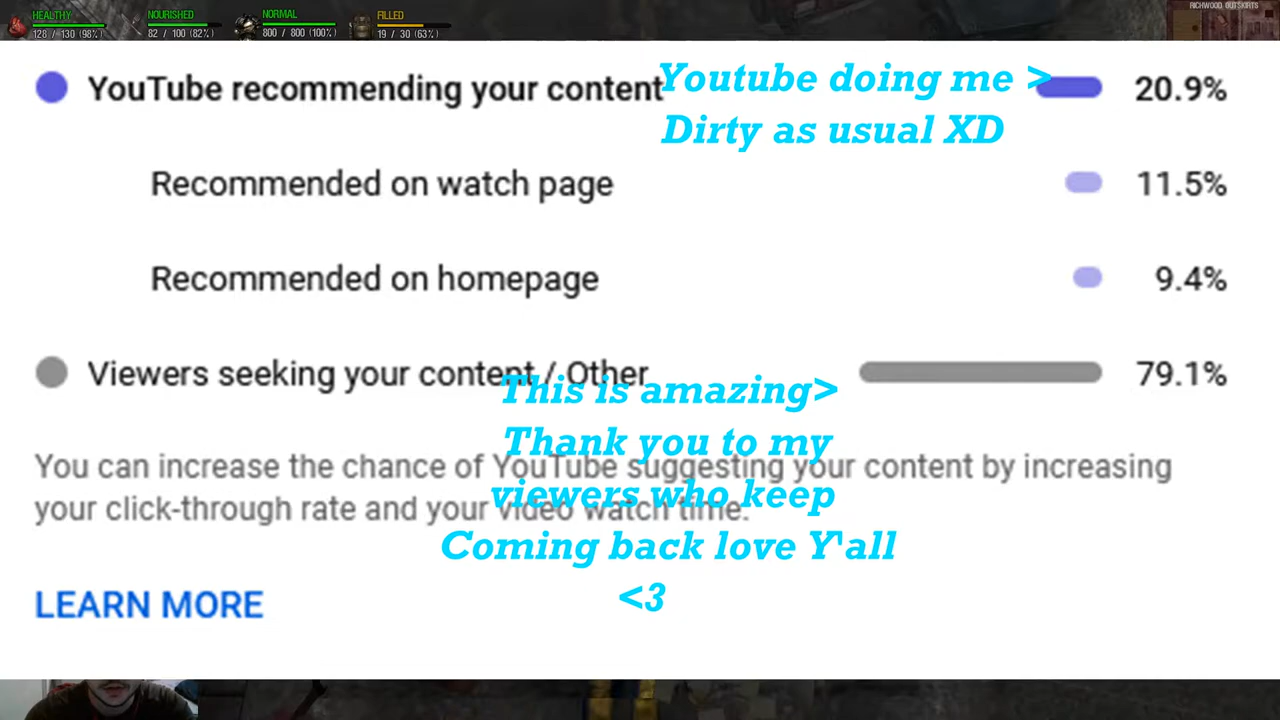 HEALTHY
128 / 130 (98%)
NOURISHED
82 / 100 (82%)
NORMAL
800 / 800 (100%)
FILLED
19 / 30 (63%)
RICHWOOD OUTSKIRTS
YouTube recommending your content
20.9%
Youtube doing me >
Dirty as usual XD
Recommended on watch page
11.5%
Recommended on homepage
9.4%
Viewers seeking your content / Other
79.1%
This is amazing>
Thank you to my
viewers who keep
Coming back love Y'all
<3
You can increase the chance of YouTube suggesting your content by increasing
your click-through rate and your video watch time.
LEARN MORE